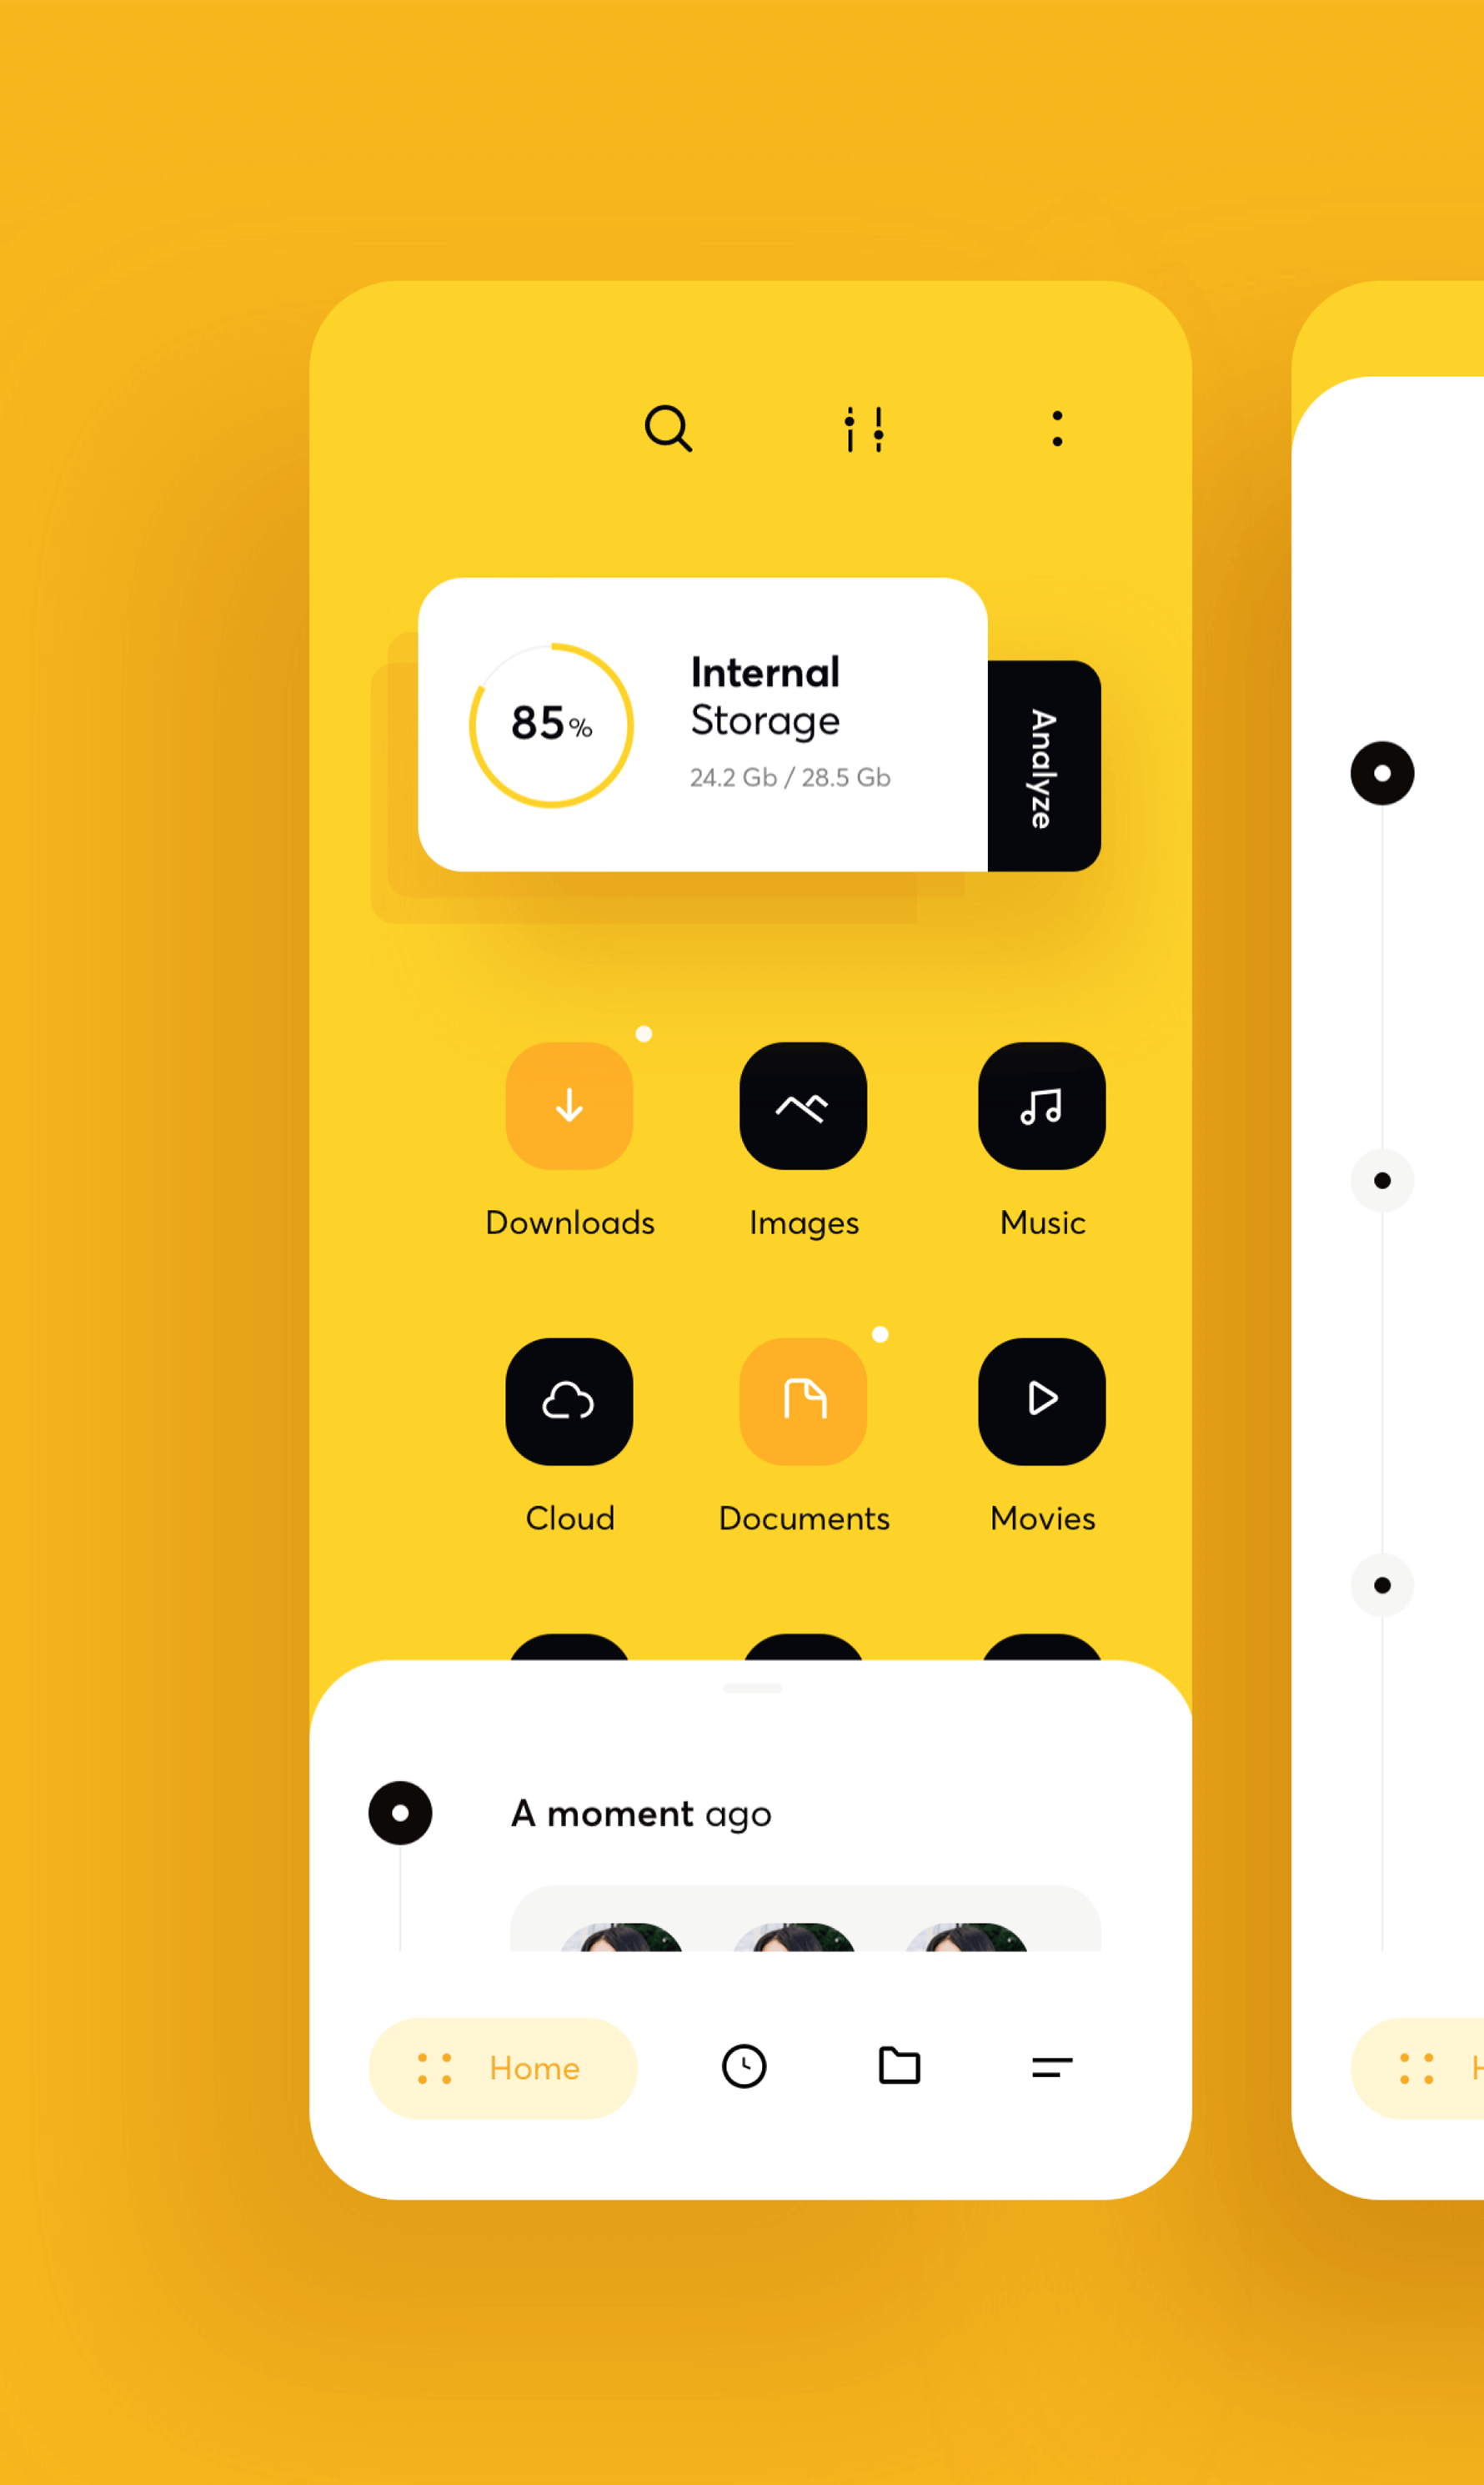 Internal
85%
Storage
24.2 Gb / 28.5 Gb
Analyze
Downloads
Images
Music
Cloud
Documents
Movies
A moment ago
Home
H